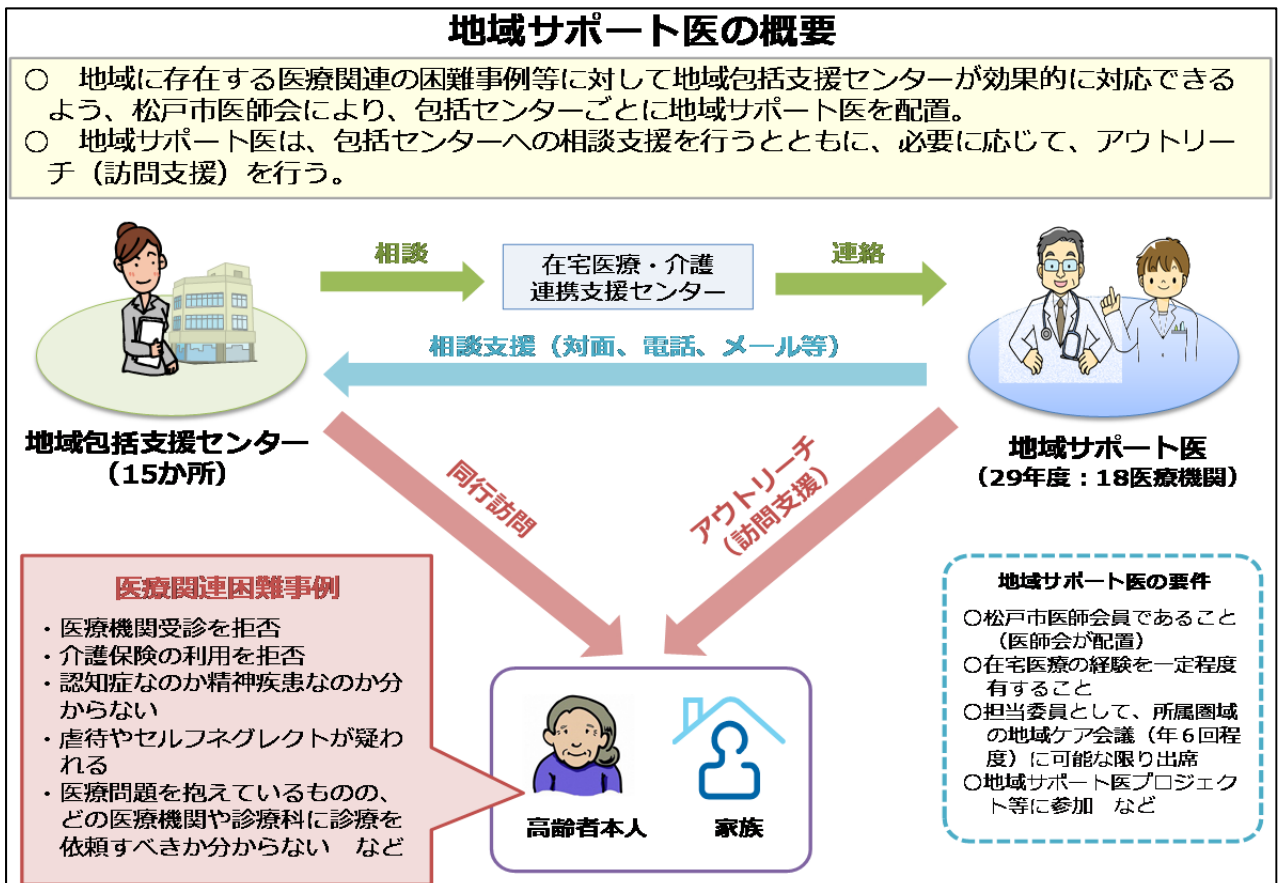 地域サポート医の概要
○　地域に存在する医療関連の困難事例等に対して地域包括支援センターが効果的に対応できる
よう、松戸市医師会により、包括センターごとに地域サポート医を配置。
○　地域サポート医は、包括センターへの相談支援を行うとともに、必要に応じて、アウトリー
チ（訪問支援）を行う。
相談
在宅医療・介護
連携支援センター
連絡
相談支援（対面、電話、メール等）
地域包括支援センター
（15か所）
地域サポート医
（29年度：18医療機関）
同行訪問
アウトリーチ
（訪問支援）
医療関連困難事例
・医療機関受診を拒否
・介護保険の利用を拒否
・認知症なのか精神疾患なのか分
からない
・虐待やセルフネグレクトが疑わ
れる
・医療問題を抱えているものの、
どの医療機関や診療科に診療を
依頼すべきか分からない　など
高齢者本人
家族
地域サポート医の要件
○松戸市医師会員であること
（医師会が配置）
○在宅医療の経験を一定程度
有すること
○担当委員として、所属圏域
の地域ケア会議（年６回程
度）に可能な限り出席
○地域サポート医プロジェク
ト等に参加　など